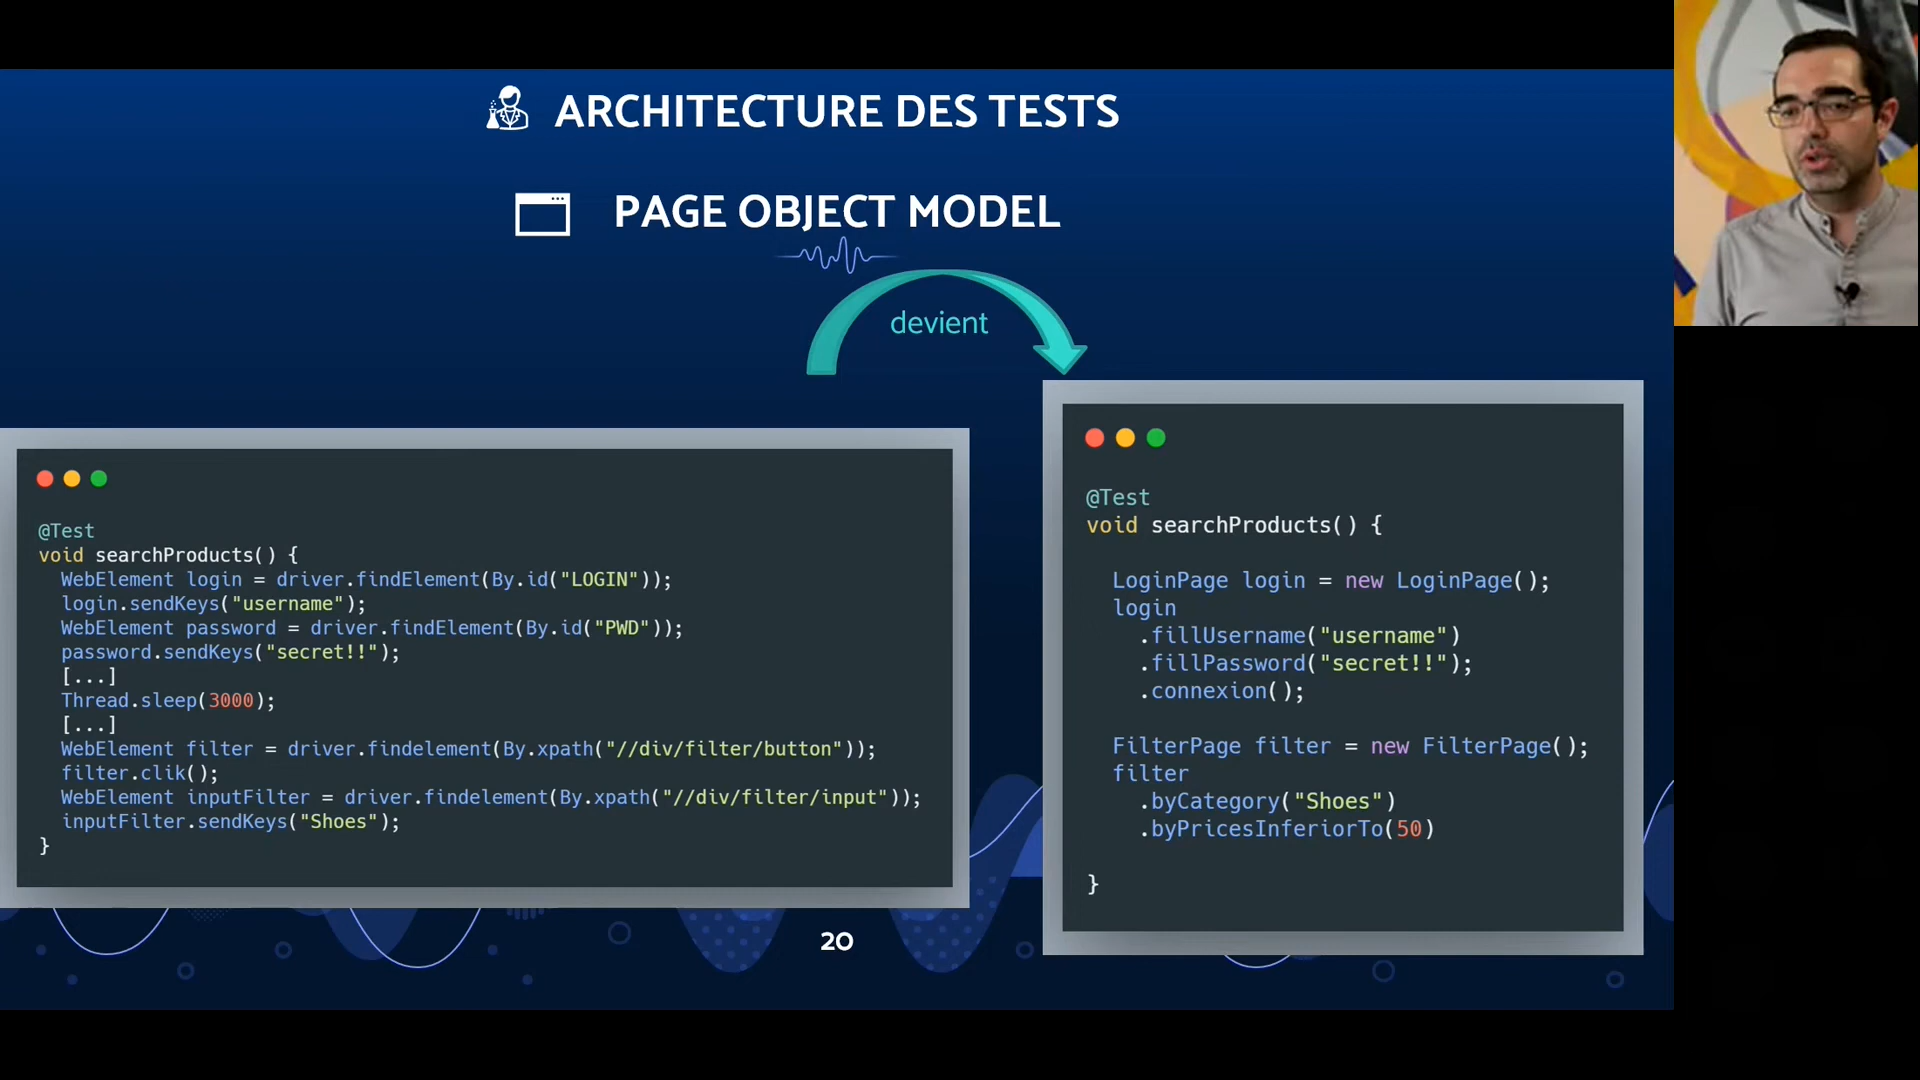 ARCHITECTURE DES TESTS
PAGE OBJECT MODEL
devient
@Test
void searchProducts() {
WebElement login = driver.findElement(By.id("LOGIN"));
login.sendKeys("username");
WebElement password = driver.findElement(By.id("PWD"));
password.sendKeys("secret!!");
[...]
Thread.sleep(3000);
[...]
WebElement filter = driver.findelement(By.xpath("//div/filter/button"));
filter.clik();
WebElement inputFilter = driver.findelement(By.xpath("//div/filter/input"));
inputFilter.sendKeys("Shoes");
}
@Test
void searchProducts() {
LoginPage login = new LoginPage();
login
.fillUsername("username")
.fillPassword("secret!!");
.connexion();
FilterPage filter = new FilterPage();
filter
.byCategory("Shoes")
.byPricesInferiorTo(50)
}
20